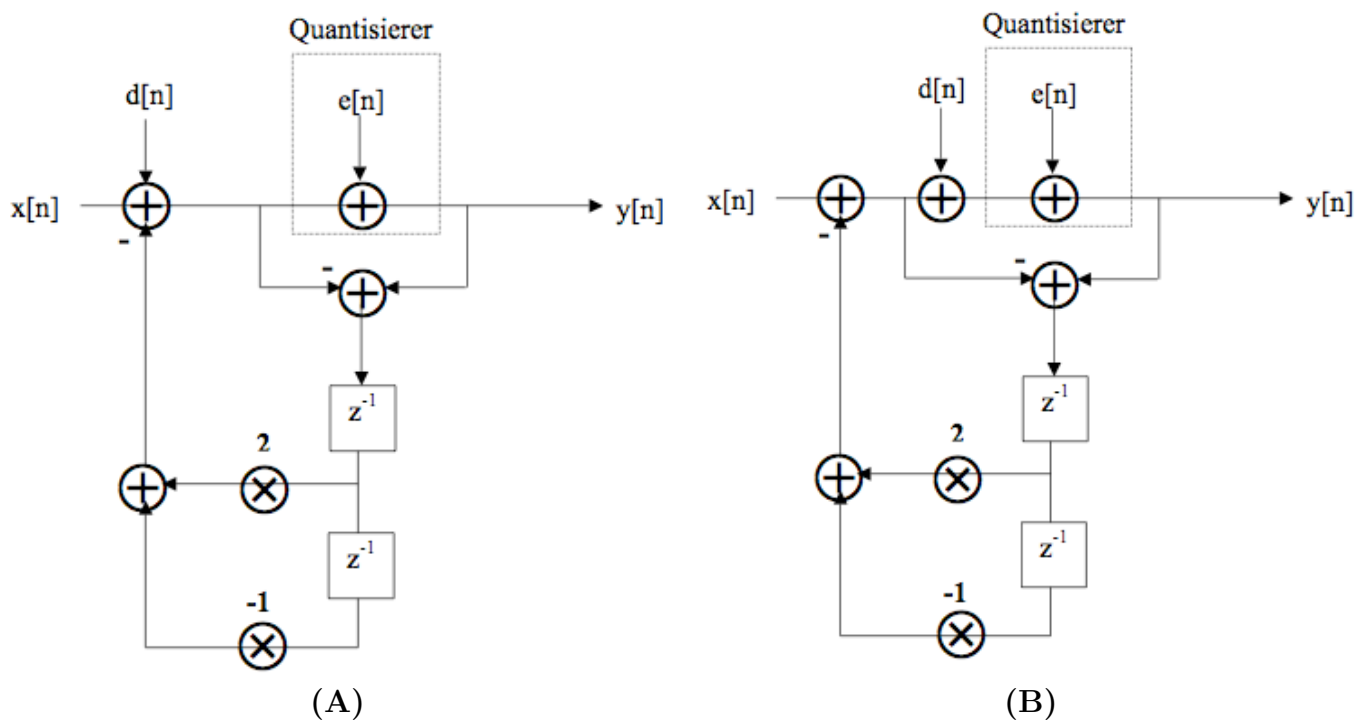 Quantisierer
d[n]
e[n]
x[n]
y[n]
-
-
z-1
2
z-1
-1
(A)
Quantisierer
d[n]
e[n]
x[n]
y[n]
-
-
z-1
2
z-1
-1
(B)